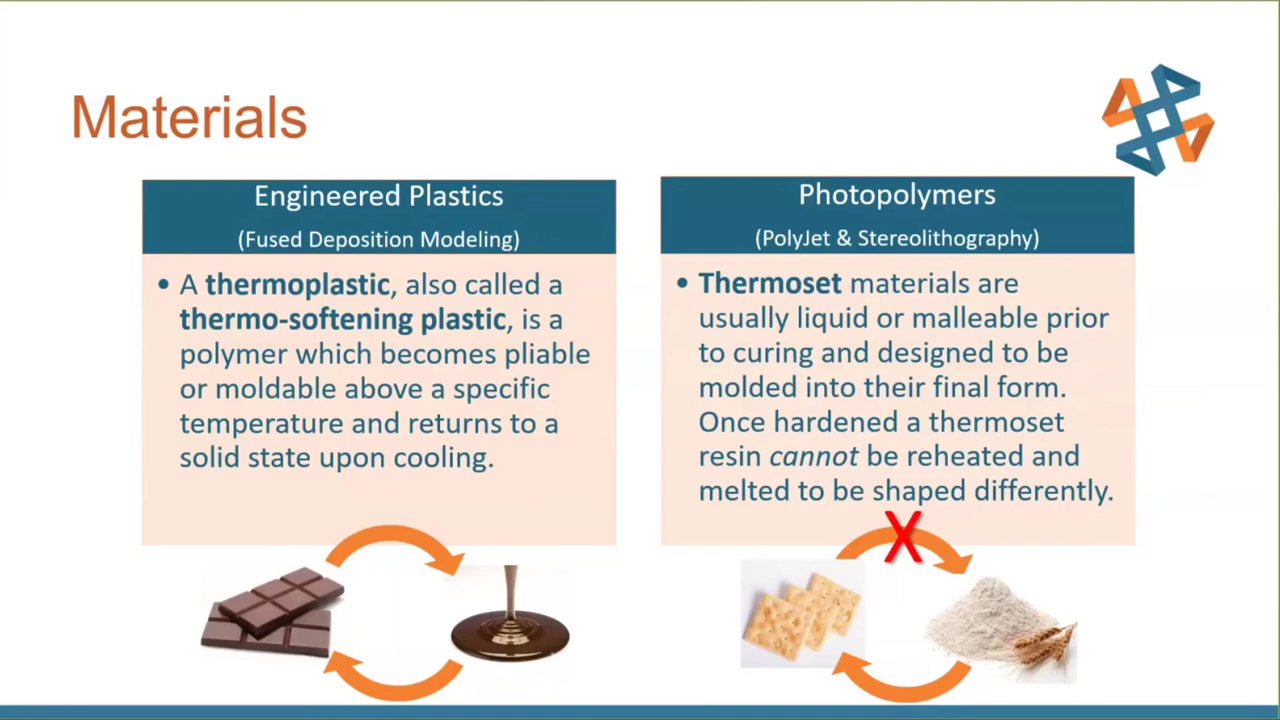 Materials
Engineered Plastics
(Fused Deposition Modeling)
• A thermoplastic, also called a
thermo-softening plastic, is a
polymer which becomes pliable
or moldable above a specific
temperature and returns to a
solid state upon cooling.
Photopolymers
(PolyJet & Stereolithography)
• Thermoset materials are
usually liquid or malleable prior
to curing and designed to be
molded into their final form.
Once hardened a thermoset
resin cannot be reheated and
melted to be shaped differently.
X